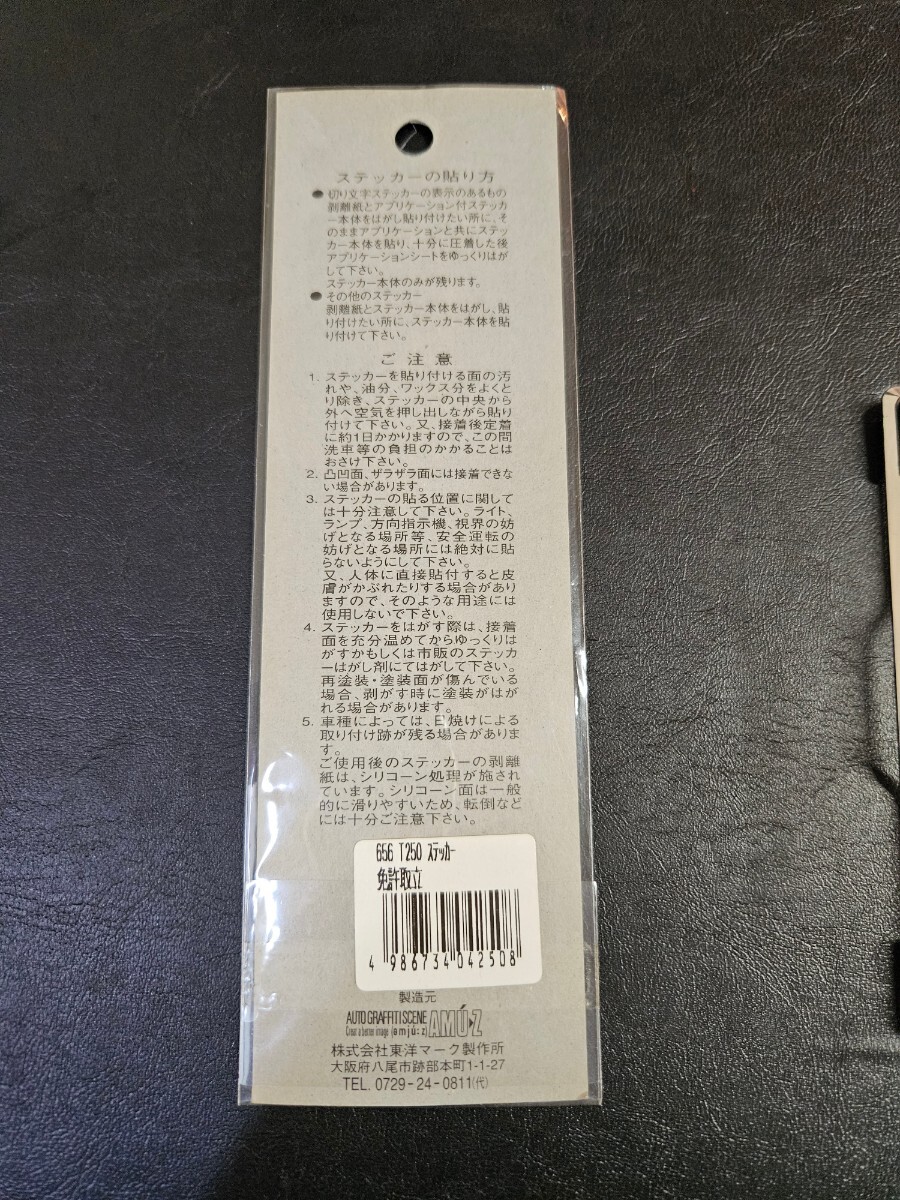 ステッカーの貼り方
● 切り文字ステッカーの表示のあるもの
剥離紙とアプリケーション付ステッカ
ー本体をはがし貼り付けたい所に、そ
のままアプリケーションと共にステッ
カー本体を貼り、十分に圧着した後
アプリケーションシートをゆっくりはが
して下さい。
ステッカー本体のみが残ります。
● その他のステッカー
剥離紙とステッカー本体をはがし、貼
り付けたい所に、ステッカー本体を貼
り付けて下さい。
ご注意
1. ステッカーを貼り付ける面の汚
れや、油分、ワックス分をよくと
り除き、ステッカーの中央から
外へ空気を押し出しながら貼り
付けて下さい。又、接着後定着
に約1日かかりますので、この間
洗車等の負担のかかることは
おさけ下さい。
2. 凸凹面、ザラザラ面には接着できな
い場合があります。
3. ステッカーの貼る位置に関して
は十分注意して下さい。ライト、
ランプ、方向指示機、視界の妨
げとなる場所等、安全運転の
妨げとなる場所には絶対に貼
らないようにして下さい。
又、人体に直接貼付すると皮
膚がかぶれたりする場合があり
ますので、そのような用途には
使用しないで下さい。
4. ステッカーをはがす際は、接着
面を充分温めてからゆっくりは
がすかもしくは市販のステッカ
ーはがし剤にてはがして下さい。
再塗装・塗装面が傷んでいる
場合、剥がす時に塗装がはが
れる場合があります。
5. 車種によっては、日焼けによる
取り付け跡が残る場合がありま
す。
ご使用後のステッカーの剥離
紙は、シリコーン処理が施され
ています。シリコーン面は一般
的に滑りやすいため、転倒など
には十分ご注意下さい。
656 T250 ステッカー
免許取立
4 986734 042508
製造元
AUTO GRAFFITI SCENE
Creat a better image [amjú:z] AMÚZ
株式会社東洋マーク製作所
大阪府八尾市跡部本町1-1-27
TEL. 0729-24-0811(代)